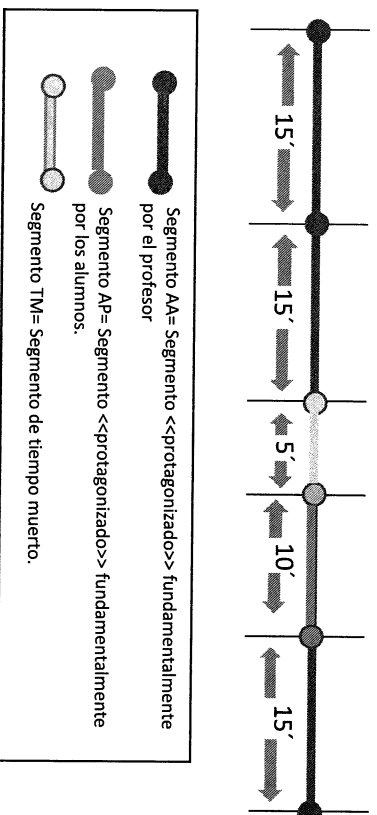 15´
15´
5´
10´
15´
Segmento AA= Segmento <<protagonizado>> fundamentalmente
por el profesor
Segmento AP= Segmento <<protagonizado>> fundamentalmente
por los alumnos.
Segmento TM= Segmento de tiempo muerto.